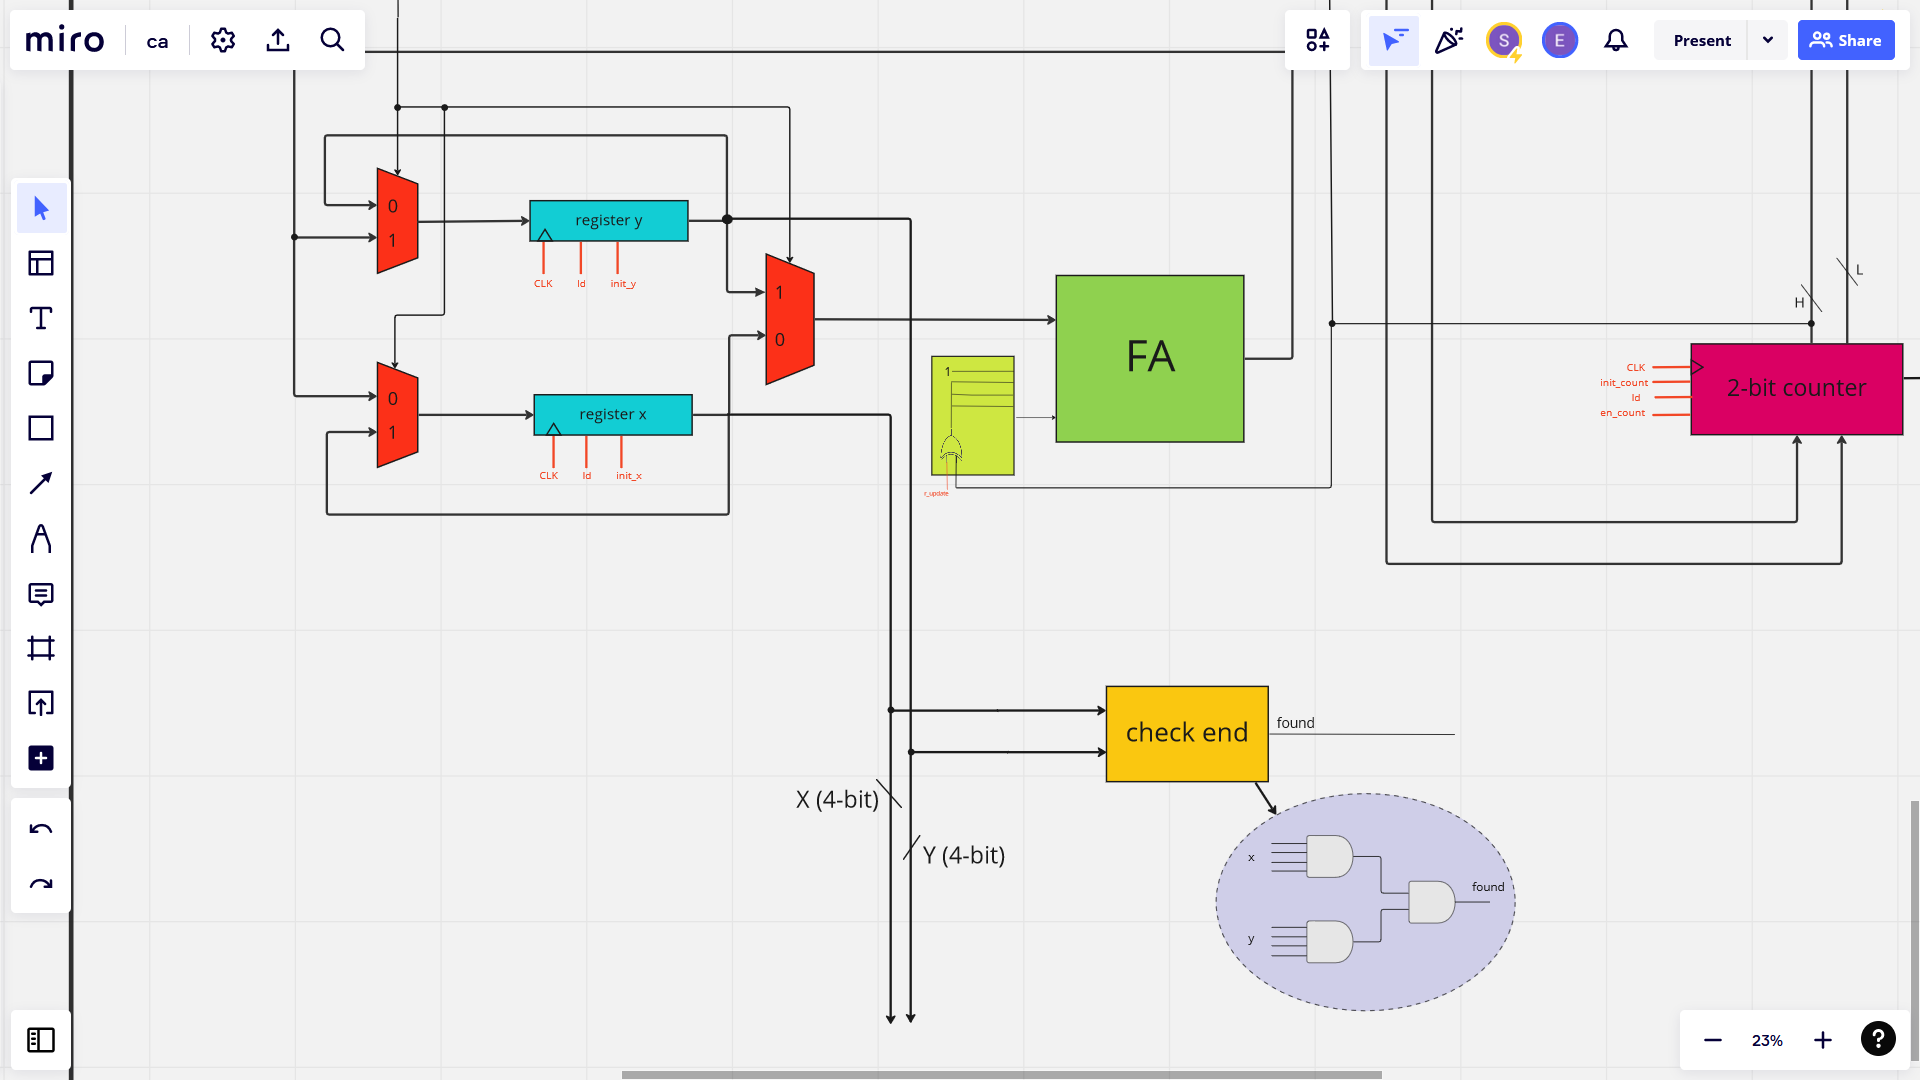 miro
ca
S
E
Present
Share
0
1
register y
CLK
ld
init_y
1
0
FA
1
r_update
0
1
register x
CLK
ld
init_x
L
H
CLK
init_count
ld
en_count
2-bit counter
check end
found
X (4-bit)
Y (4-bit)
x
found
y
23%
?